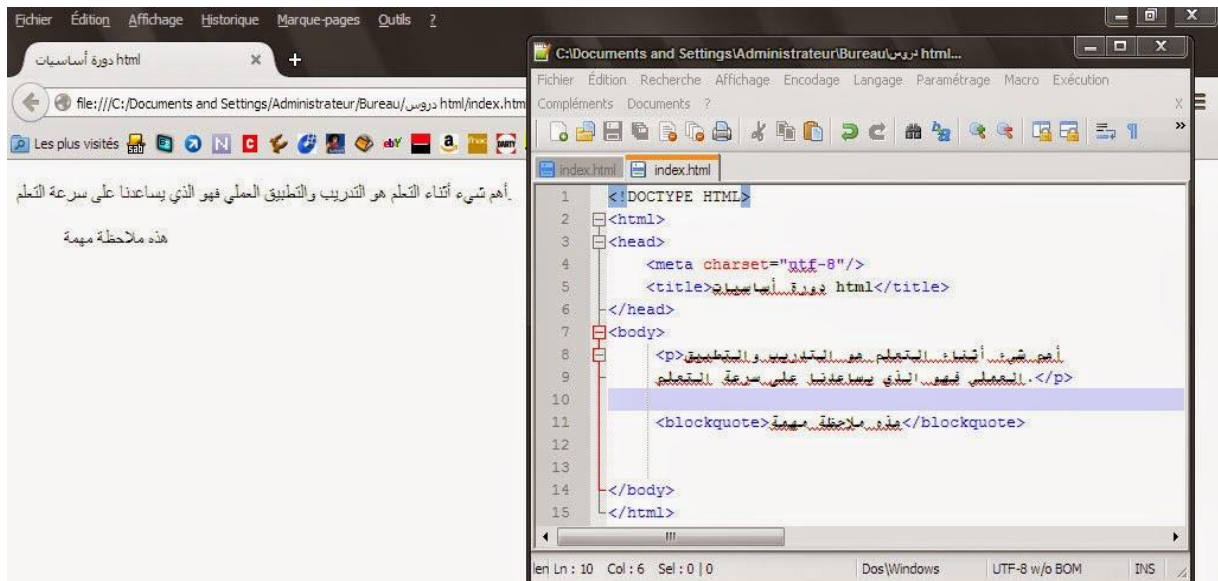 Fichier Édition Affichage Historique Marque-pages Outils ?
دورة أساسيات html
file:///C:/Documents and Settings/Administrateur/Bureau/دروس html/index.htm
Les plus visités
أهم شيء أثناء التعلم هو التدريب والتطبيق العملي فهو الذي يساعدنا على سرعة التعلم.
هذه ملاحظة مهمة
C:\Documents and Settings\Administrateur\Bureau\دروس html...
Fichier Édition Recherche Affichage Encodage Langage Paramétrage Macro Exécution
Compléments Documents ? X
index.html index.html
1 <!DOCTYPE HTML>
2 <html>
3 <head>
4 <meta charset="utf-8"/>
5 <title>دورة أساسيات html</title>
6 </head>
7 <body>
8 <p>أهم شيء أثناء التعلم هو التدريب والتطبيق
9 العملي فهو الذي يساعدنا على سرعة التعلم.</p>
10
11 <blockquote>هذه ملاحظة مهمة</blockquote>
12
13
14 </body>
15 </html>
len Ln : 10 Col : 6 Sel : 0 | 0 Dos\Windows UTF-8 w/o BOM INS